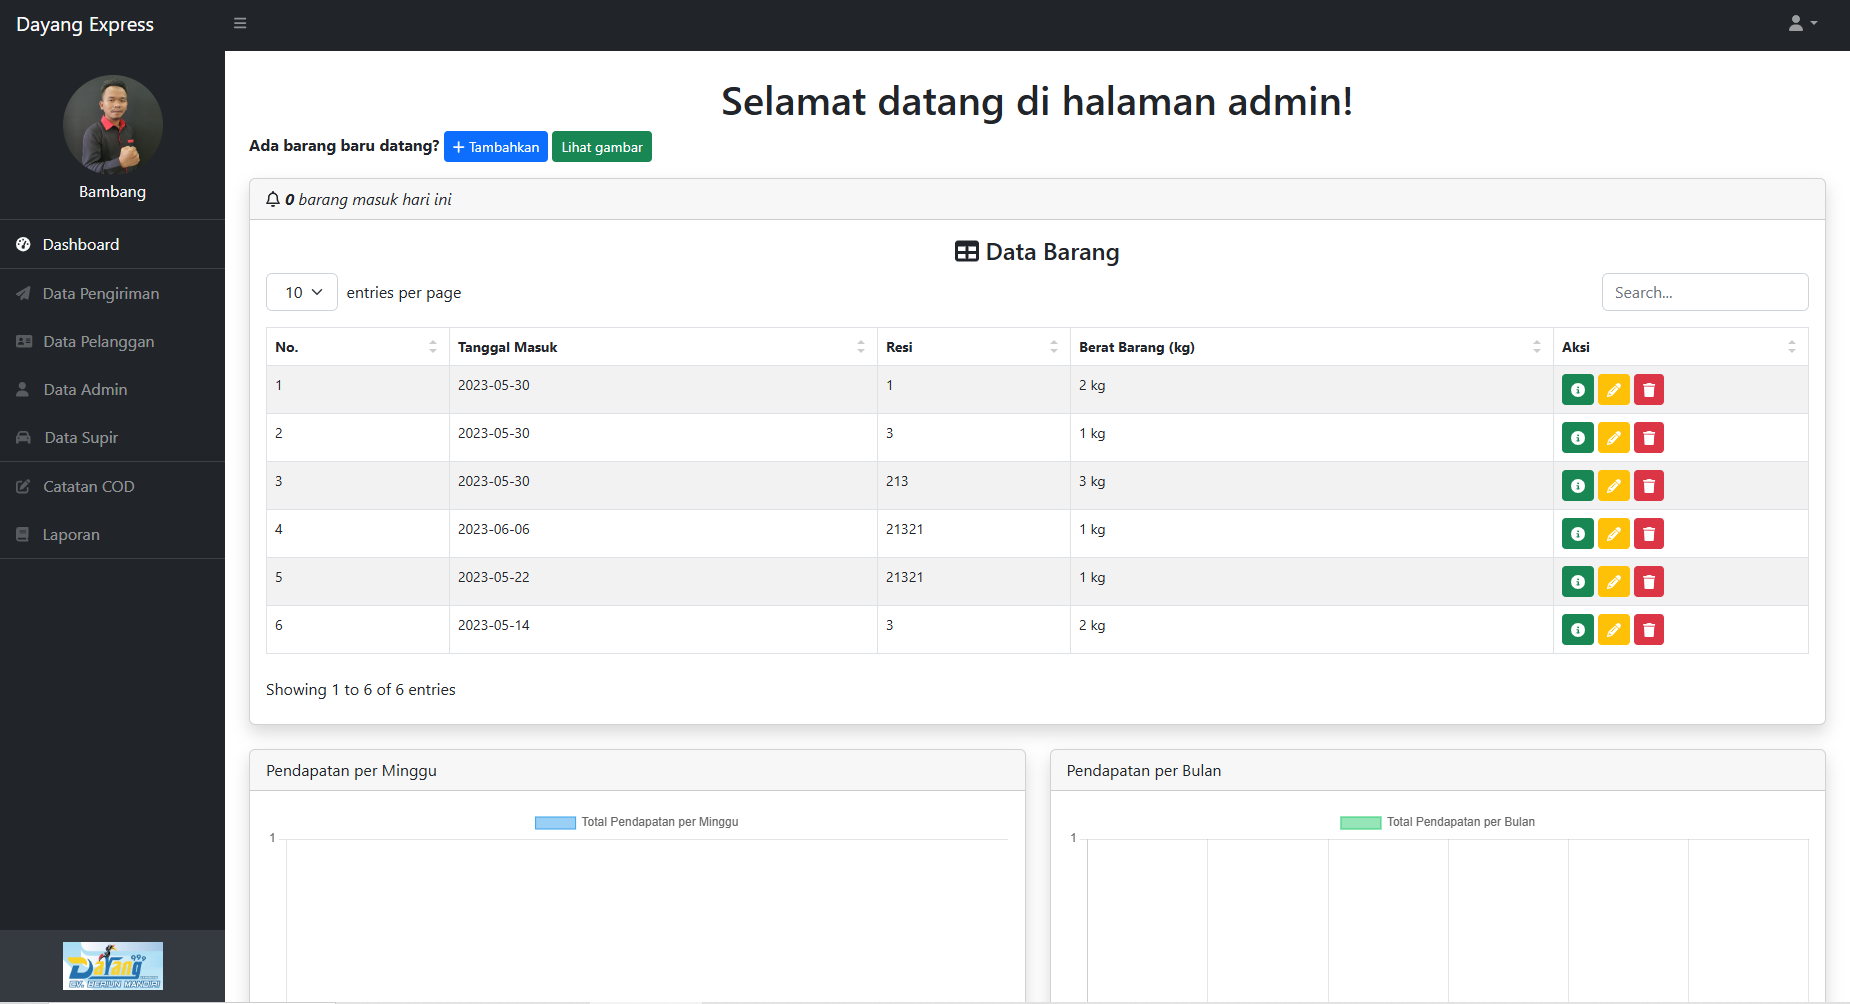 Dayang Express
Bambang
Dashboard
Data Pengiriman
Data Pelanggan
Data Admin
Data Supir
Catatan COD
Laporan
Selamat datang di halaman admin!
Ada barang baru datang? + Tambahkan Lihat gambar
0 barang masuk hari ini
Data Barang
10 entries per page Search...
No. Tanggal Masuk Resi Berat Barang (kg) Aksi
1 2023-05-30 1 2 kg
2 2023-05-30 3 1 kg
3 2023-05-30 213 3 kg
4 2023-06-06 21321 1 kg
5 2023-05-22 21321 1 kg
6 2023-05-14 3 2 kg
Showing 1 to 6 of 6 entries
Pendapatan per Minggu
Total Pendapatan per Minggu
1
Pendapatan per Bulan
Total Pendapatan per Bulan
1
CV. BERIUN MANDIRI